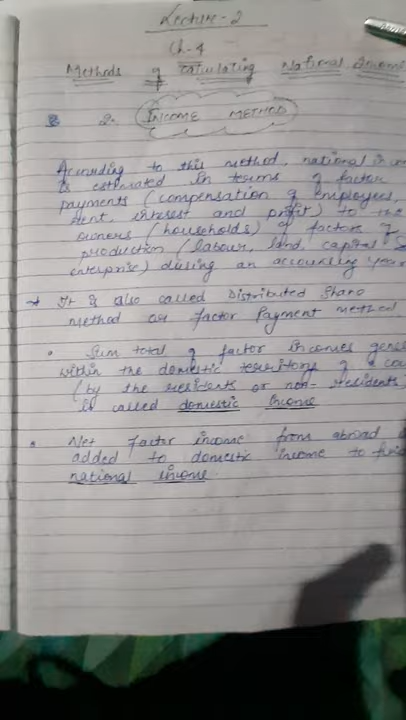 Lecture - 2
Ch-4
Methods of calculating National Income
2. INCOME METHOD
According to this method, national inco
is estimated in terms of factor
payments (compensation of employees,
rent, interest and profit) to the
owners (households) of factors of
production (labour, land, capital &
enterprise) during an accounting year
It is also called Distributed Share
method or Factor Payment method
• Sum total of factor incomes gene
within the domestic territory of a cou
(by the residents or non-residents
is called domestic Income
• Net factor income from abroad
added to domestic income to find
national income.